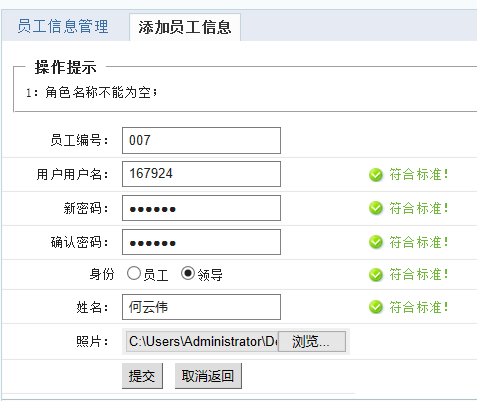 员工信息管理 添加员工信息
操作提示
1：角色名称不能为空；
员工编号： 007
用户用户名： 167924 符合标准！
新密码： ●●●●●● 符合标准！
确认密码： ●●●●●● 符合标准！
身份 员工 领导 符合标准！
姓名： 何云伟 符合标准！
照片： C:\Users\Administrator\De 浏览...
提交 取消返回